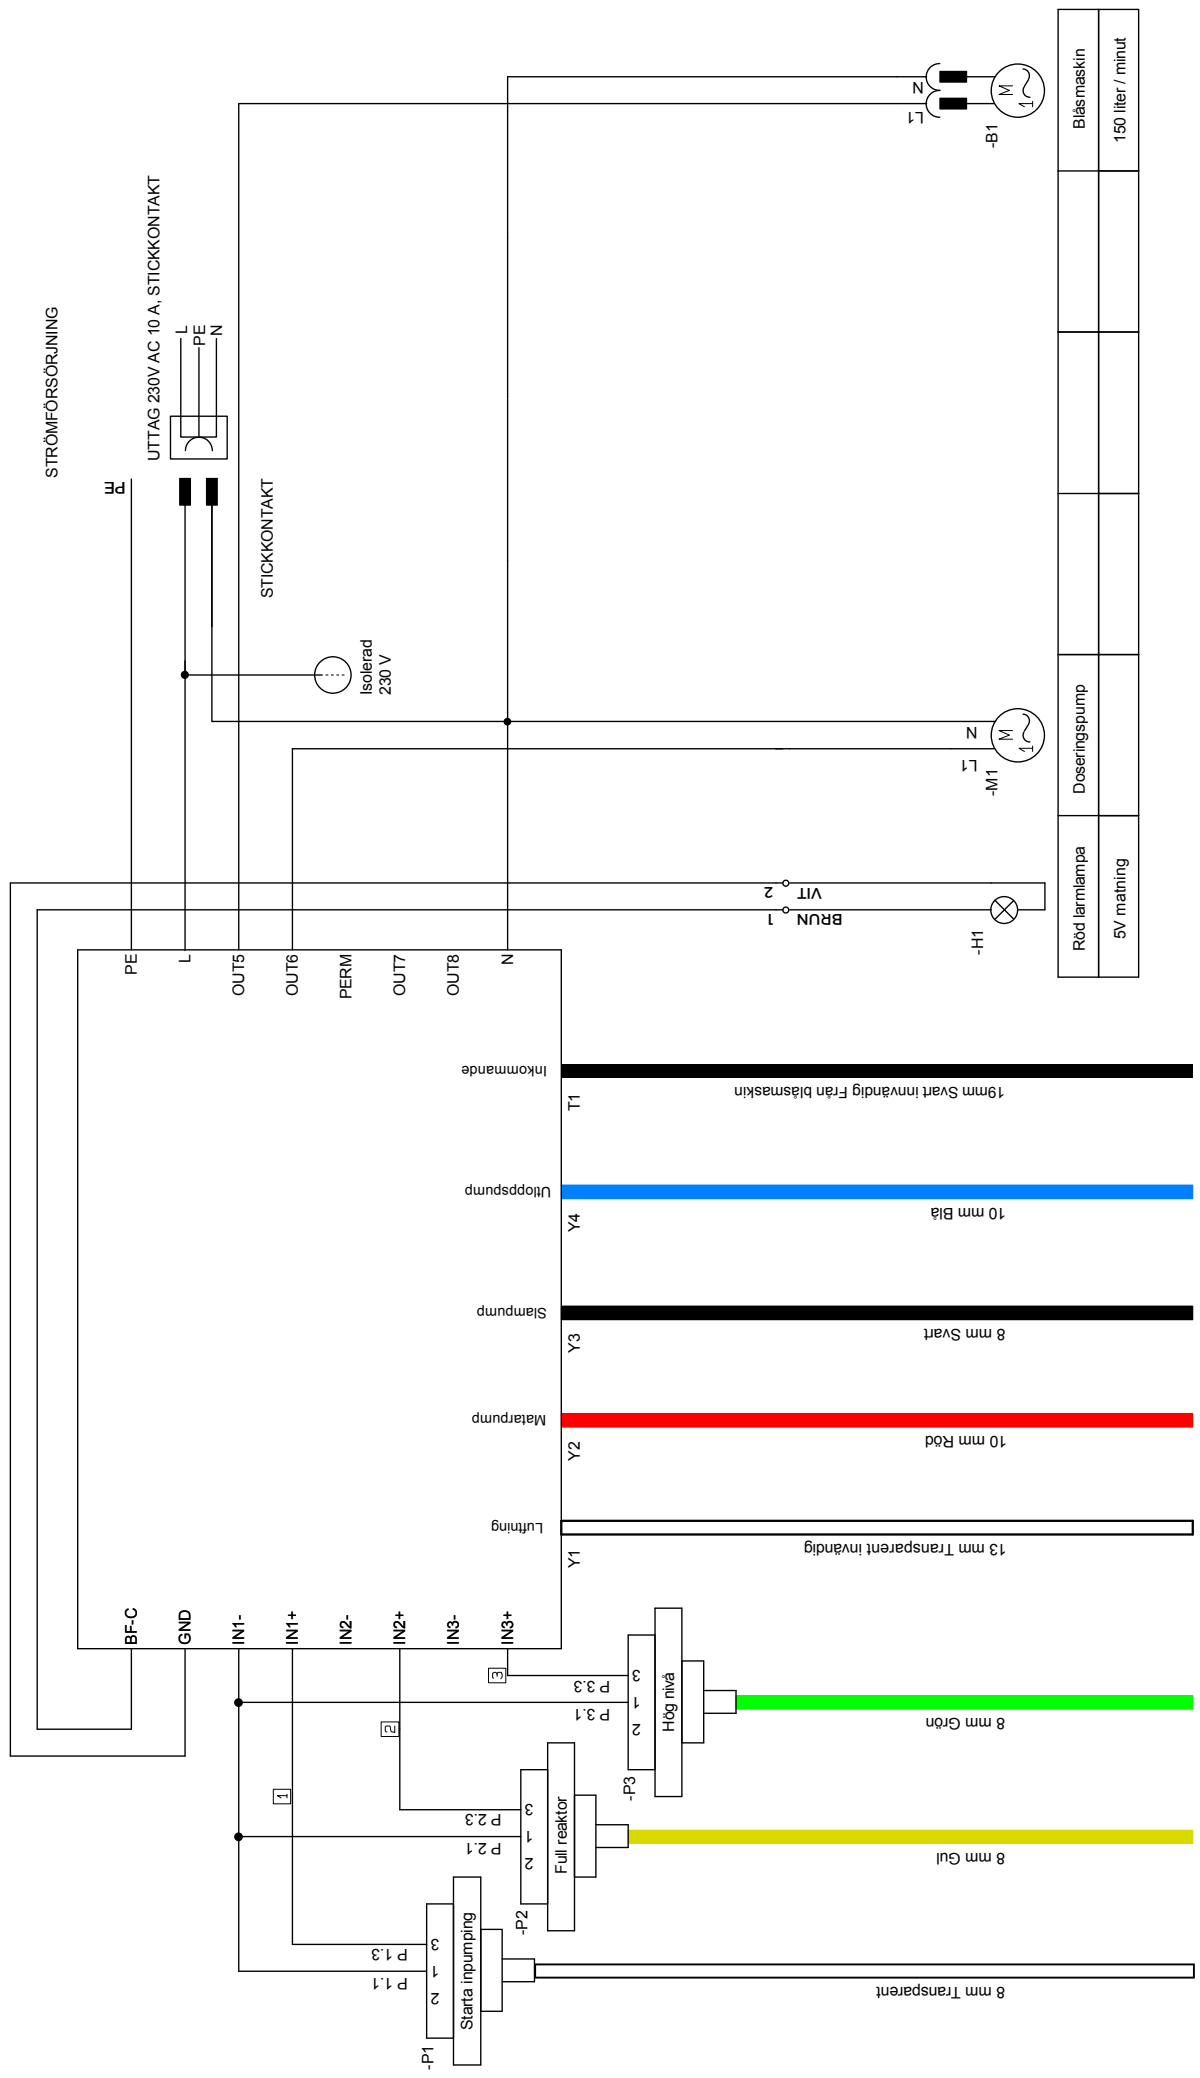 STRÖMFÖRSÖRJNING
UTTAG 230V AC 10 A, STICKKONTAKT
L
PE
N
PE
STICKKONTAKT
Isolerad
230 V
N
L1
-B1
N
L1
-M1
2
VIT
1
BRUN
-H1
Blåsmaskin
150 liter / minut
Doseringspump
Röd larmlampa
5V matning
PE
L
OUT5
OUT6
PERM
OUT7
OUT8
N
M
1
M
1
Inkommande
T1
19mm Svart innvändig Från blåsmaskin
Utloppspump
Y4
10 mm Blå
Slampump
Y3
8 mm Svart
Matarpump
Y2
10 mm Röd
Luftning
Y1
13 mm Transparent invändig
BF-C
GND
IN1-
IN1+
IN2-
IN2+
IN3-
IN3+
3
P 3.3
P 3.1
3
1
2
Hög nivå
-P3
8 mm Grön
2
P 2.3
P 2.1
3
1
2
Full reaktor
-P2
8 mm Gul
1
P 1.3
P 1.1
3
1
2
Starta inpumping
-P1
8 mm Transparent